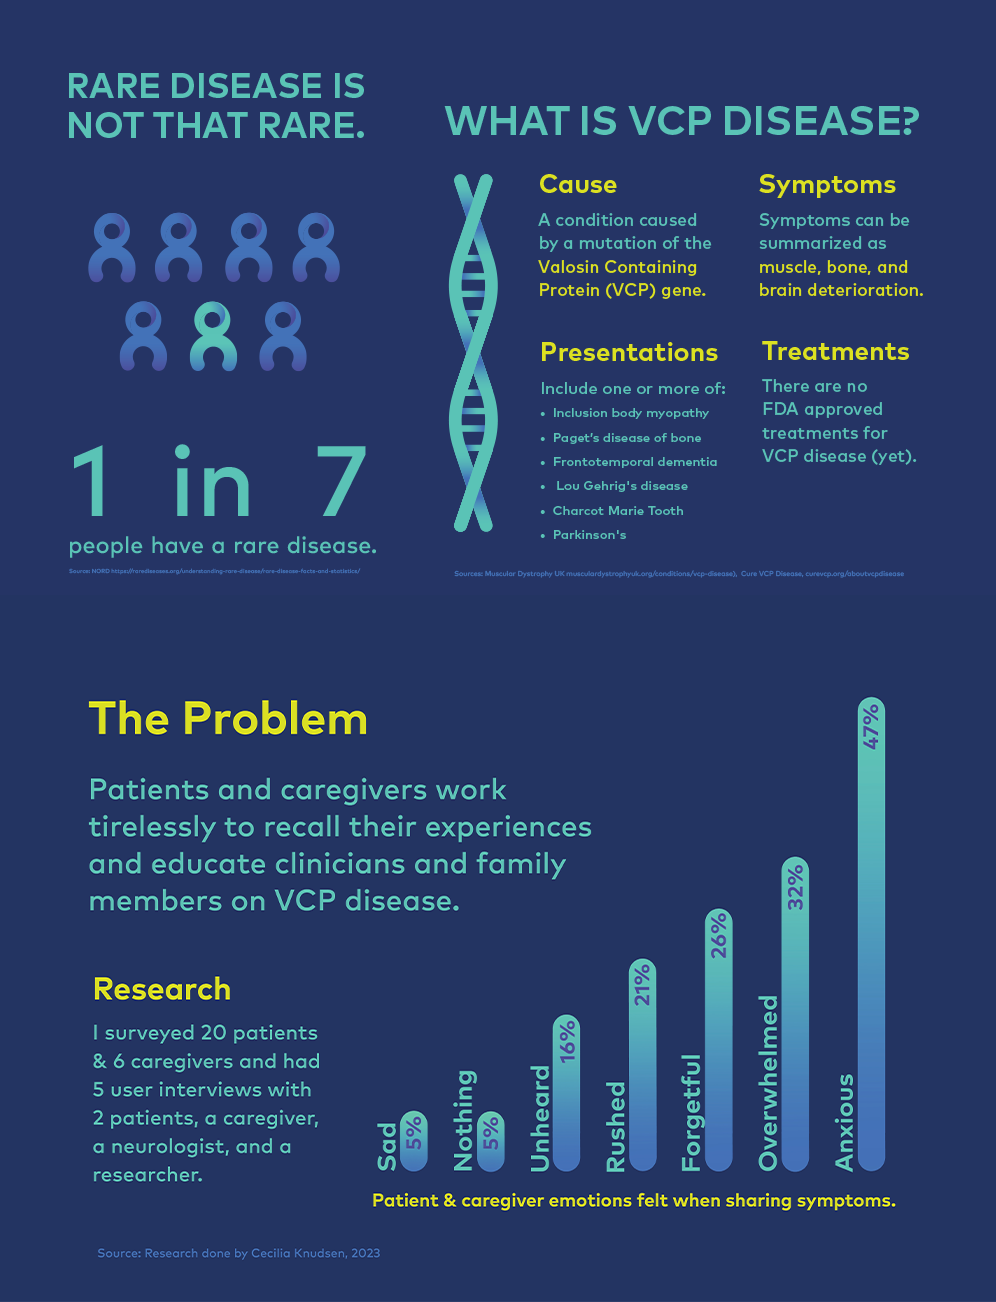 RARE DISEASE IS
NOT THAT RARE.
1 in 7
people have a rare disease.
Source: NORD https://rarediseases.org/understanding-rare-disease/rare-disease-facts-and-statistics/
WHAT IS VCP DISEASE?
Cause
A condition caused
by a mutation of the
Valosin Containing
Protein (VCP) gene.
Symptoms
Symptoms can be
summarized as
muscle, bone, and
brain deterioration.
Presentations
Include one or more of:
• Inclusion body myopathy
• Paget's disease of bone
• Frontotemporal dementia
• Lou Gehrig's disease
• Charcot Marie Tooth
• Parkinson's
Treatments
There are no
FDA approved
treatments for
VCP disease (yet).
Sources: Muscular Dystrophy UK musculardystrophyuk.org/conditions/vcp-disease), Cure VCP Disease, curevcp.org/aboutvcpdisease
The Problem
Patients and caregivers work
tirelessly to recall their experiences
and educate clinicians and family
members on VCP disease.
Research
I surveyed 20 patients
& 6 caregivers and had
5 user interviews with
2 patients, a caregiver,
a neurologist, and a
researcher.
Sad
5%
Nothing
5%
Unheard
16%
Rushed
21%
Forgetful
26%
Overwhelmed
32%
Anxious
47%
Patient & caregiver emotions felt when sharing symptoms.
Source: Research done by Cecilia Knudsen, 2023